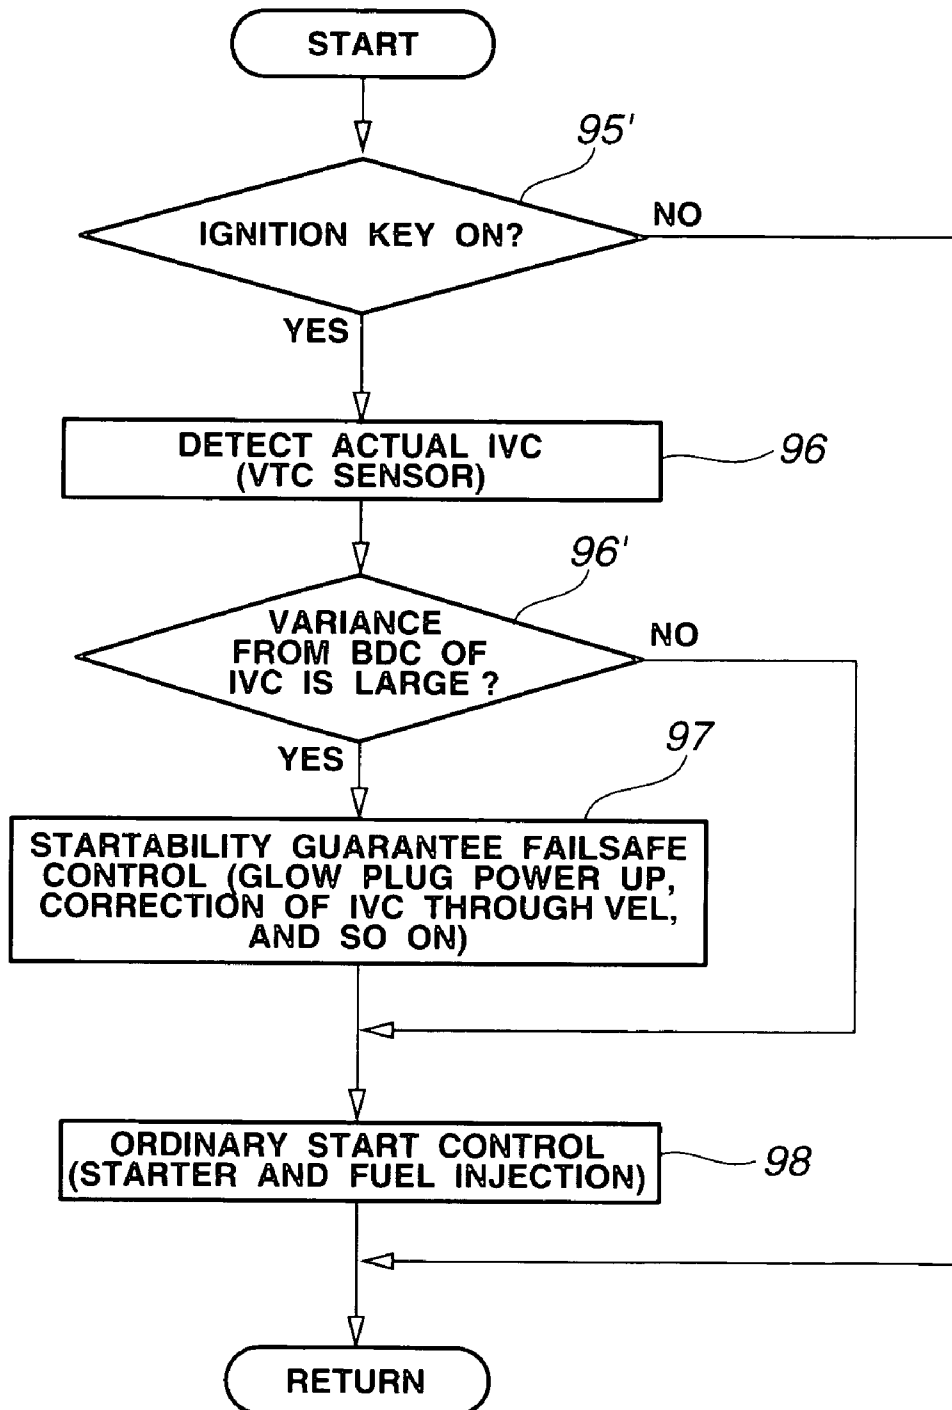 START
95'
IGNITION KEY ON?
NO
YES
DETECT ACTUAL IVC
(VTC SENSOR)
96
96'
VARIANCE
FROM BDC OF
IVC IS LARGE ?
NO
YES
97
STARTABILITY GUARANTEE FAILSAFE
CONTROL (GLOW PLUG POWER UP,
CORRECTION OF IVC THROUGH VEL,
AND SO ON)
ORDINARY START CONTROL
(STARTER AND FUEL INJECTION)
98
RETURN